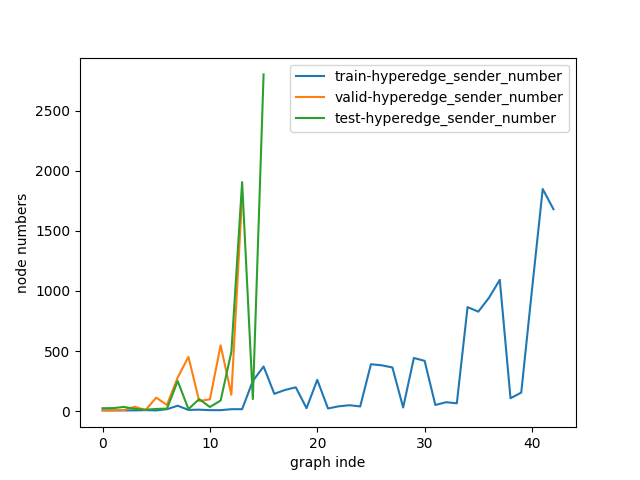 train-hyperedge_sender_number
valid-hyperedge_sender_number
test-hyperedge_sender_number
2500
2000
1500
1000
500
0
node numbers
0 10 20 30 40
graph inde